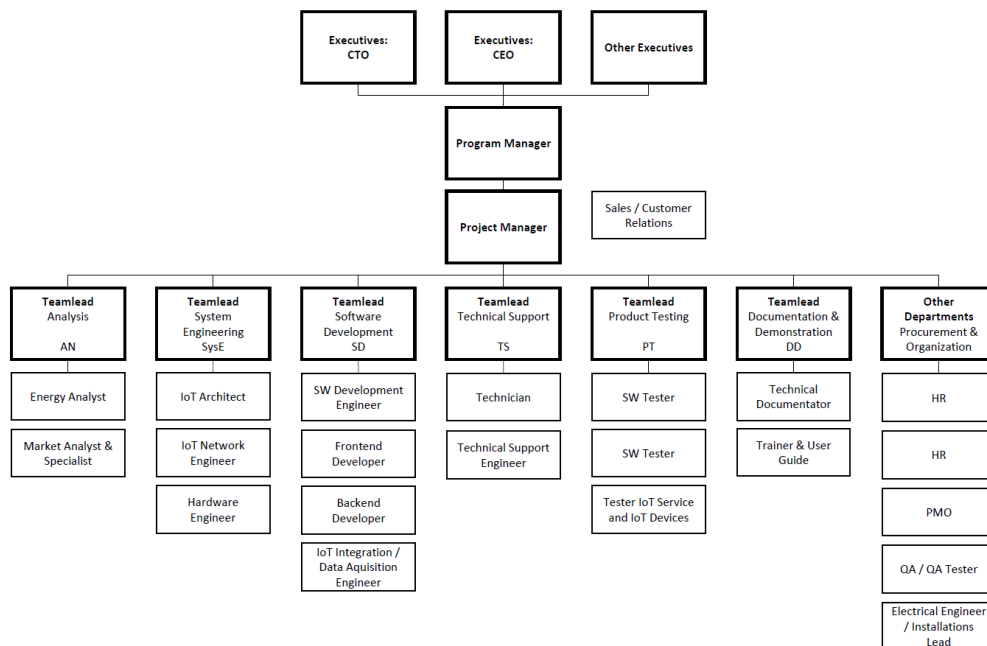 Executives:
CTO
Executives:
CEO
Other Executives
Program Manager
Project Manager
Sales / Customer
Relations
Teamlead
Analysis
AN
Teamlead
System
Engineering
SysE
Teamlead
Software
Development
SD
Teamlead
Technical Support
TS
Teamlead
Product Testing
PT
Teamlead
Documentation &
Demonstration
DD
Other
Departments
Procurement &
Organization
Energy Analyst
IoT Architect
SW Development
Engineer
Technician
SW Tester
Technical
Documentator
HR
Market Analyst &
Specialist
IoT Network
Engineer
Frontend
Developer
Technical Support
Engineer
SW Tester
Trainer & User
Guide
HR
Hardware
Engineer
Backend
Developer
Tester IoT Service
and IoT Devices
PMO
IoT Integration /
Data Aquisition
Engineer
QA / QA Tester
Electrical Engineer
/ Installations
Lead